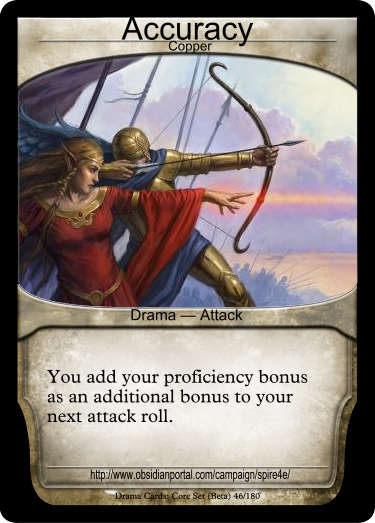 Accuracy
Copper
Drama — Attack
You add your proficiency bonus
as an additional bonus to your
next attack roll.
http://www.obsidianportal.com/campaign/spire4e/
Drama Cards: Core Set (Beta) 46/180